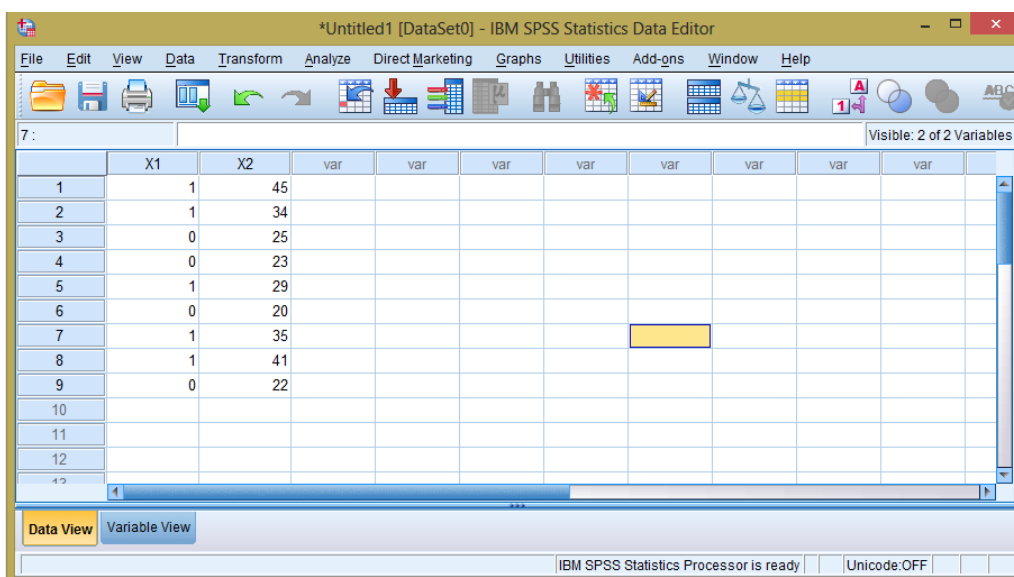 *Untitled1 [DataSet0] - IBM SPSS Statistics Data Editor
File Edit View Data Transform Analyze Direct Marketing Graphs Utilities Add-ons Window Help
7 :
Visible: 2 of 2 Variables
X1 X2 var var var var var var var var
1 1 45
2 1 34
3 0 25
4 0 23
5 1 29
6 0 20
7 1 35
8 1 41
9 0 22
10
11
12
Data View Variable View
IBM SPSS Statistics Processor is ready Unicode:OFF